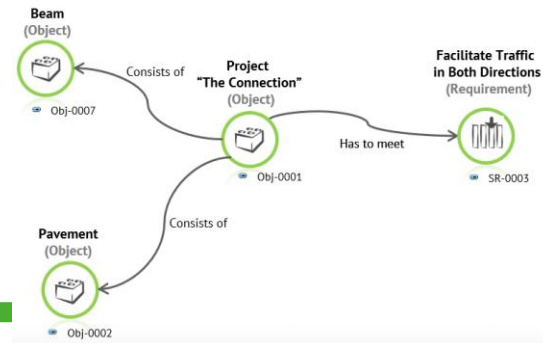 Beam
(Object)
Obj-0007
Consists of
Project
“The Connection”
(Object)
Obj-0001
Has to meet
Facilitate Traffic
in Both Directions
(Requirement)
SR-0003
Consists of
Pavement
(Object)
Obj-0002